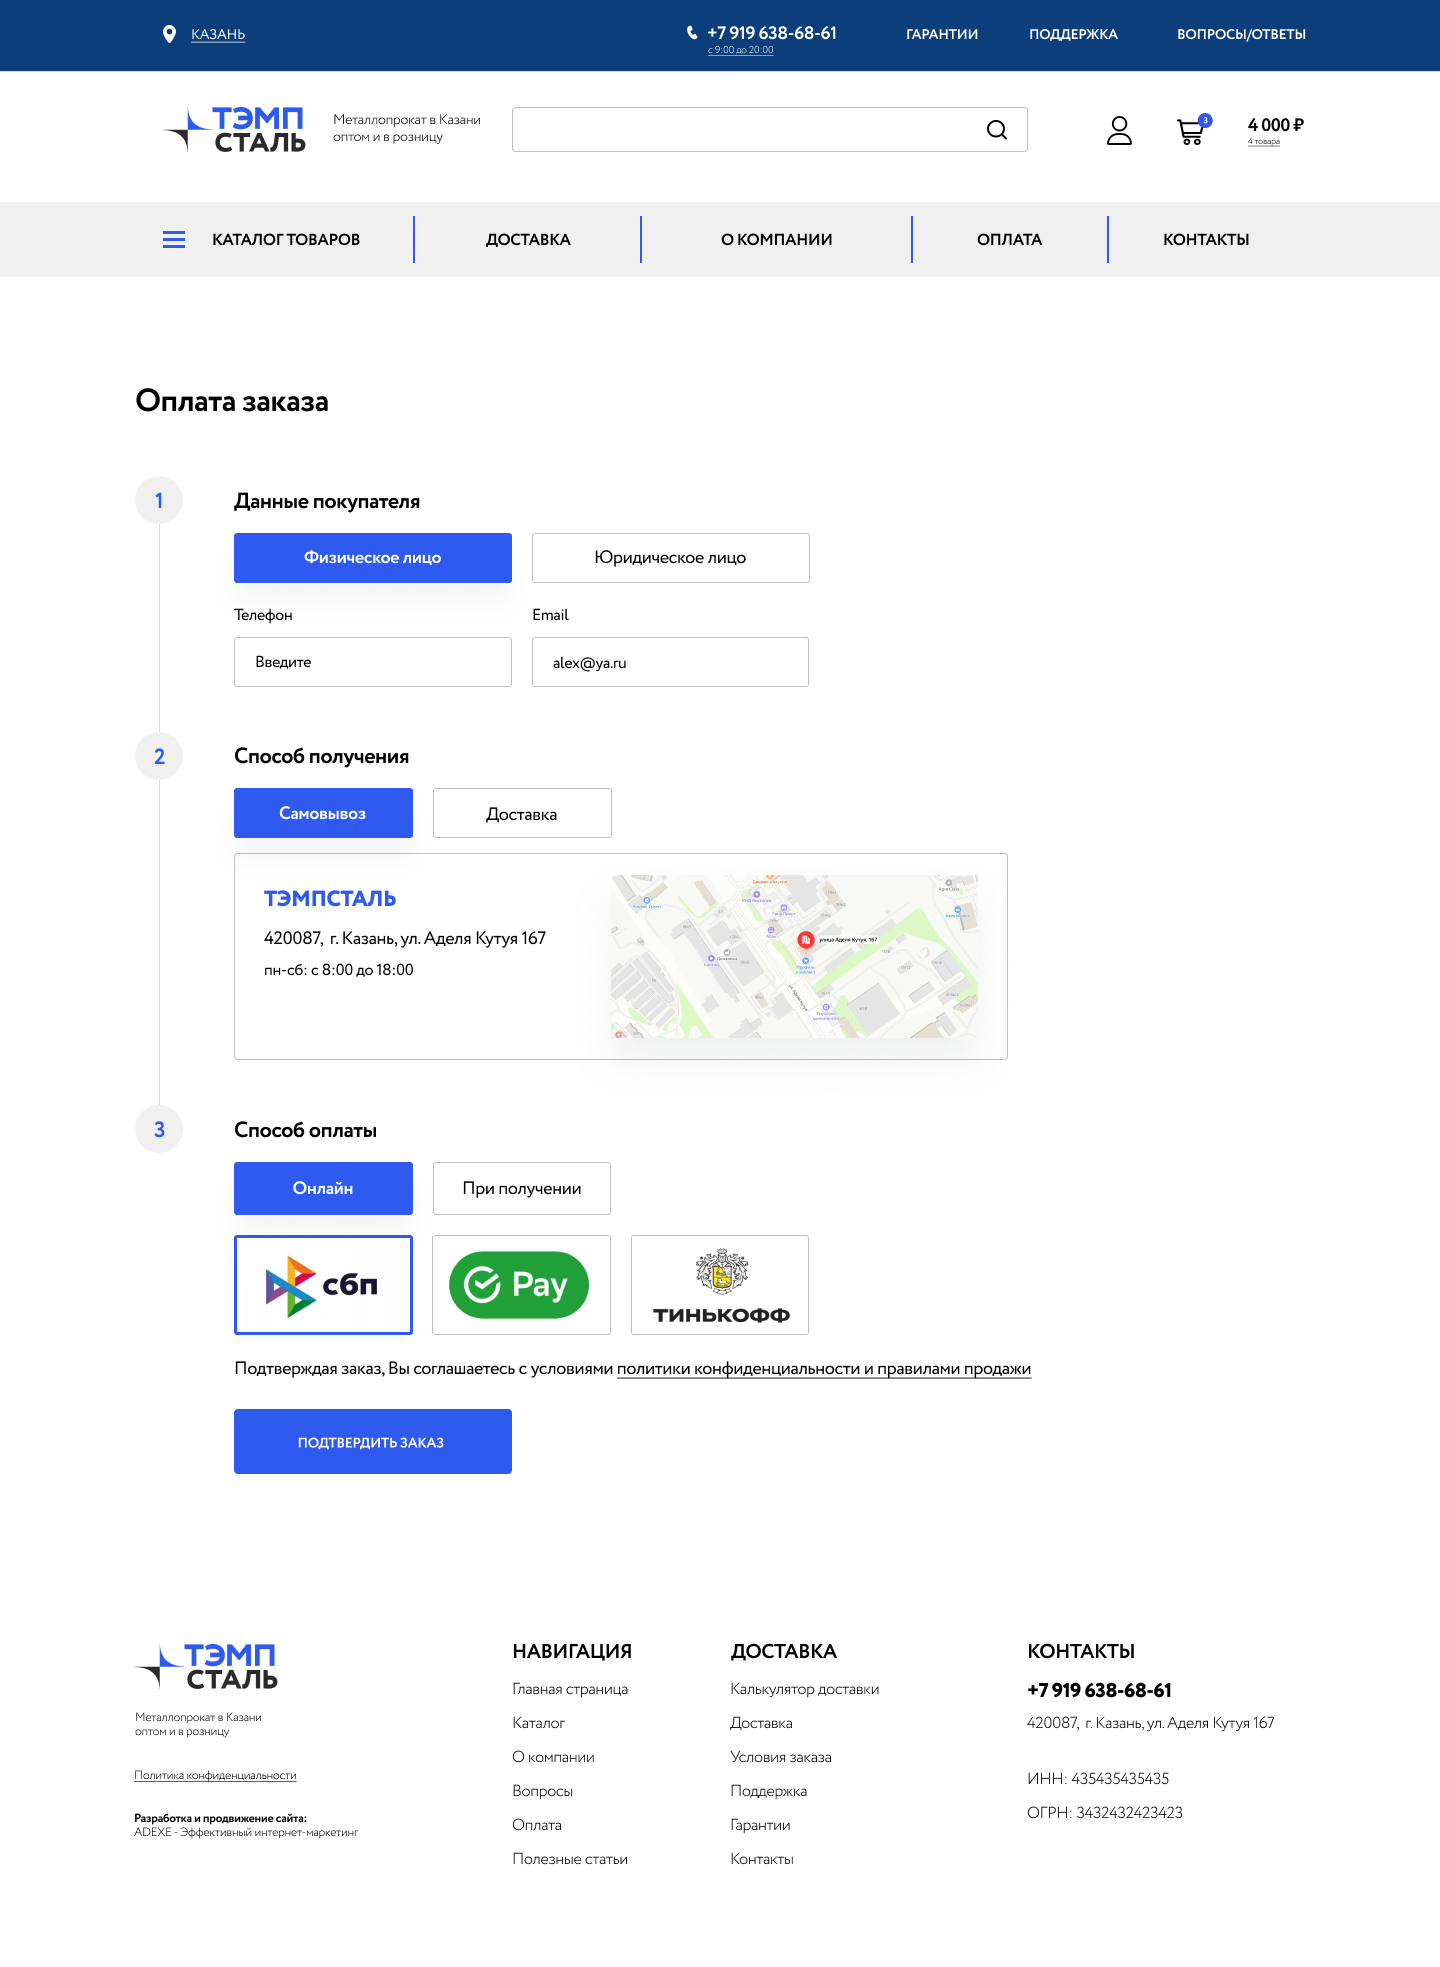 КАЗАНЬ
+7 919 638-68-61
с 9:00 до 20:00
ГАРАНТИИ
ПОДДЕРЖКА
ВОПРОСЫ/ОТВЕТЫ
ТЭМП
СТАЛЬ
Металлопрокат в Казани
оптом и в розницу
3
4 000 ₽
4 товара
КАТАЛОГ ТОВАРОВ
ДОСТАВКА
О КОМПАНИИ
ОПЛАТА
КОНТАКТЫ
Оплата заказа
1
Данные покупателя
Физическое лицо
Юридическое лицо
Телефон
Email
Введите
alex@ya.ru
2
Способ получения
Самовывоз
Доставка
ТЭМПСТАЛЬ
420087, г. Казань, ул. Аделя Кутуя 167
пн-сб: с 8:00 до 18:00
улица Аделя Кутуя, 167
3
Способ оплаты
Онлайн
При получении
сбп
Pay
ТИНЬКОФФ
Подтверждая заказ, Вы соглашаетесь с условиями политики конфиденциальности и правилами продажи
ПОДТВЕРДИТЬ ЗАКАЗ
ТЭМП
СТАЛЬ
Металлопрокат в Казани
оптом и в розницу
Политика конфиденциальности
Разработка и продвижение сайта:
ADEXE - Эффективный интернет-маркетинг
НАВИГАЦИЯ
Главная страница
Каталог
О компании
Вопросы
Оплата
Полезные статьи
ДОСТАВКА
Калькулятор доставки
Доставка
Условия заказа
Поддержка
Гарантии
Контакты
КОНТАКТЫ
+7 919 638-68-61
420087, г. Казань, ул. Аделя Кутуя 167
ИНН: 435435435435
ОГРН: 3432432423423